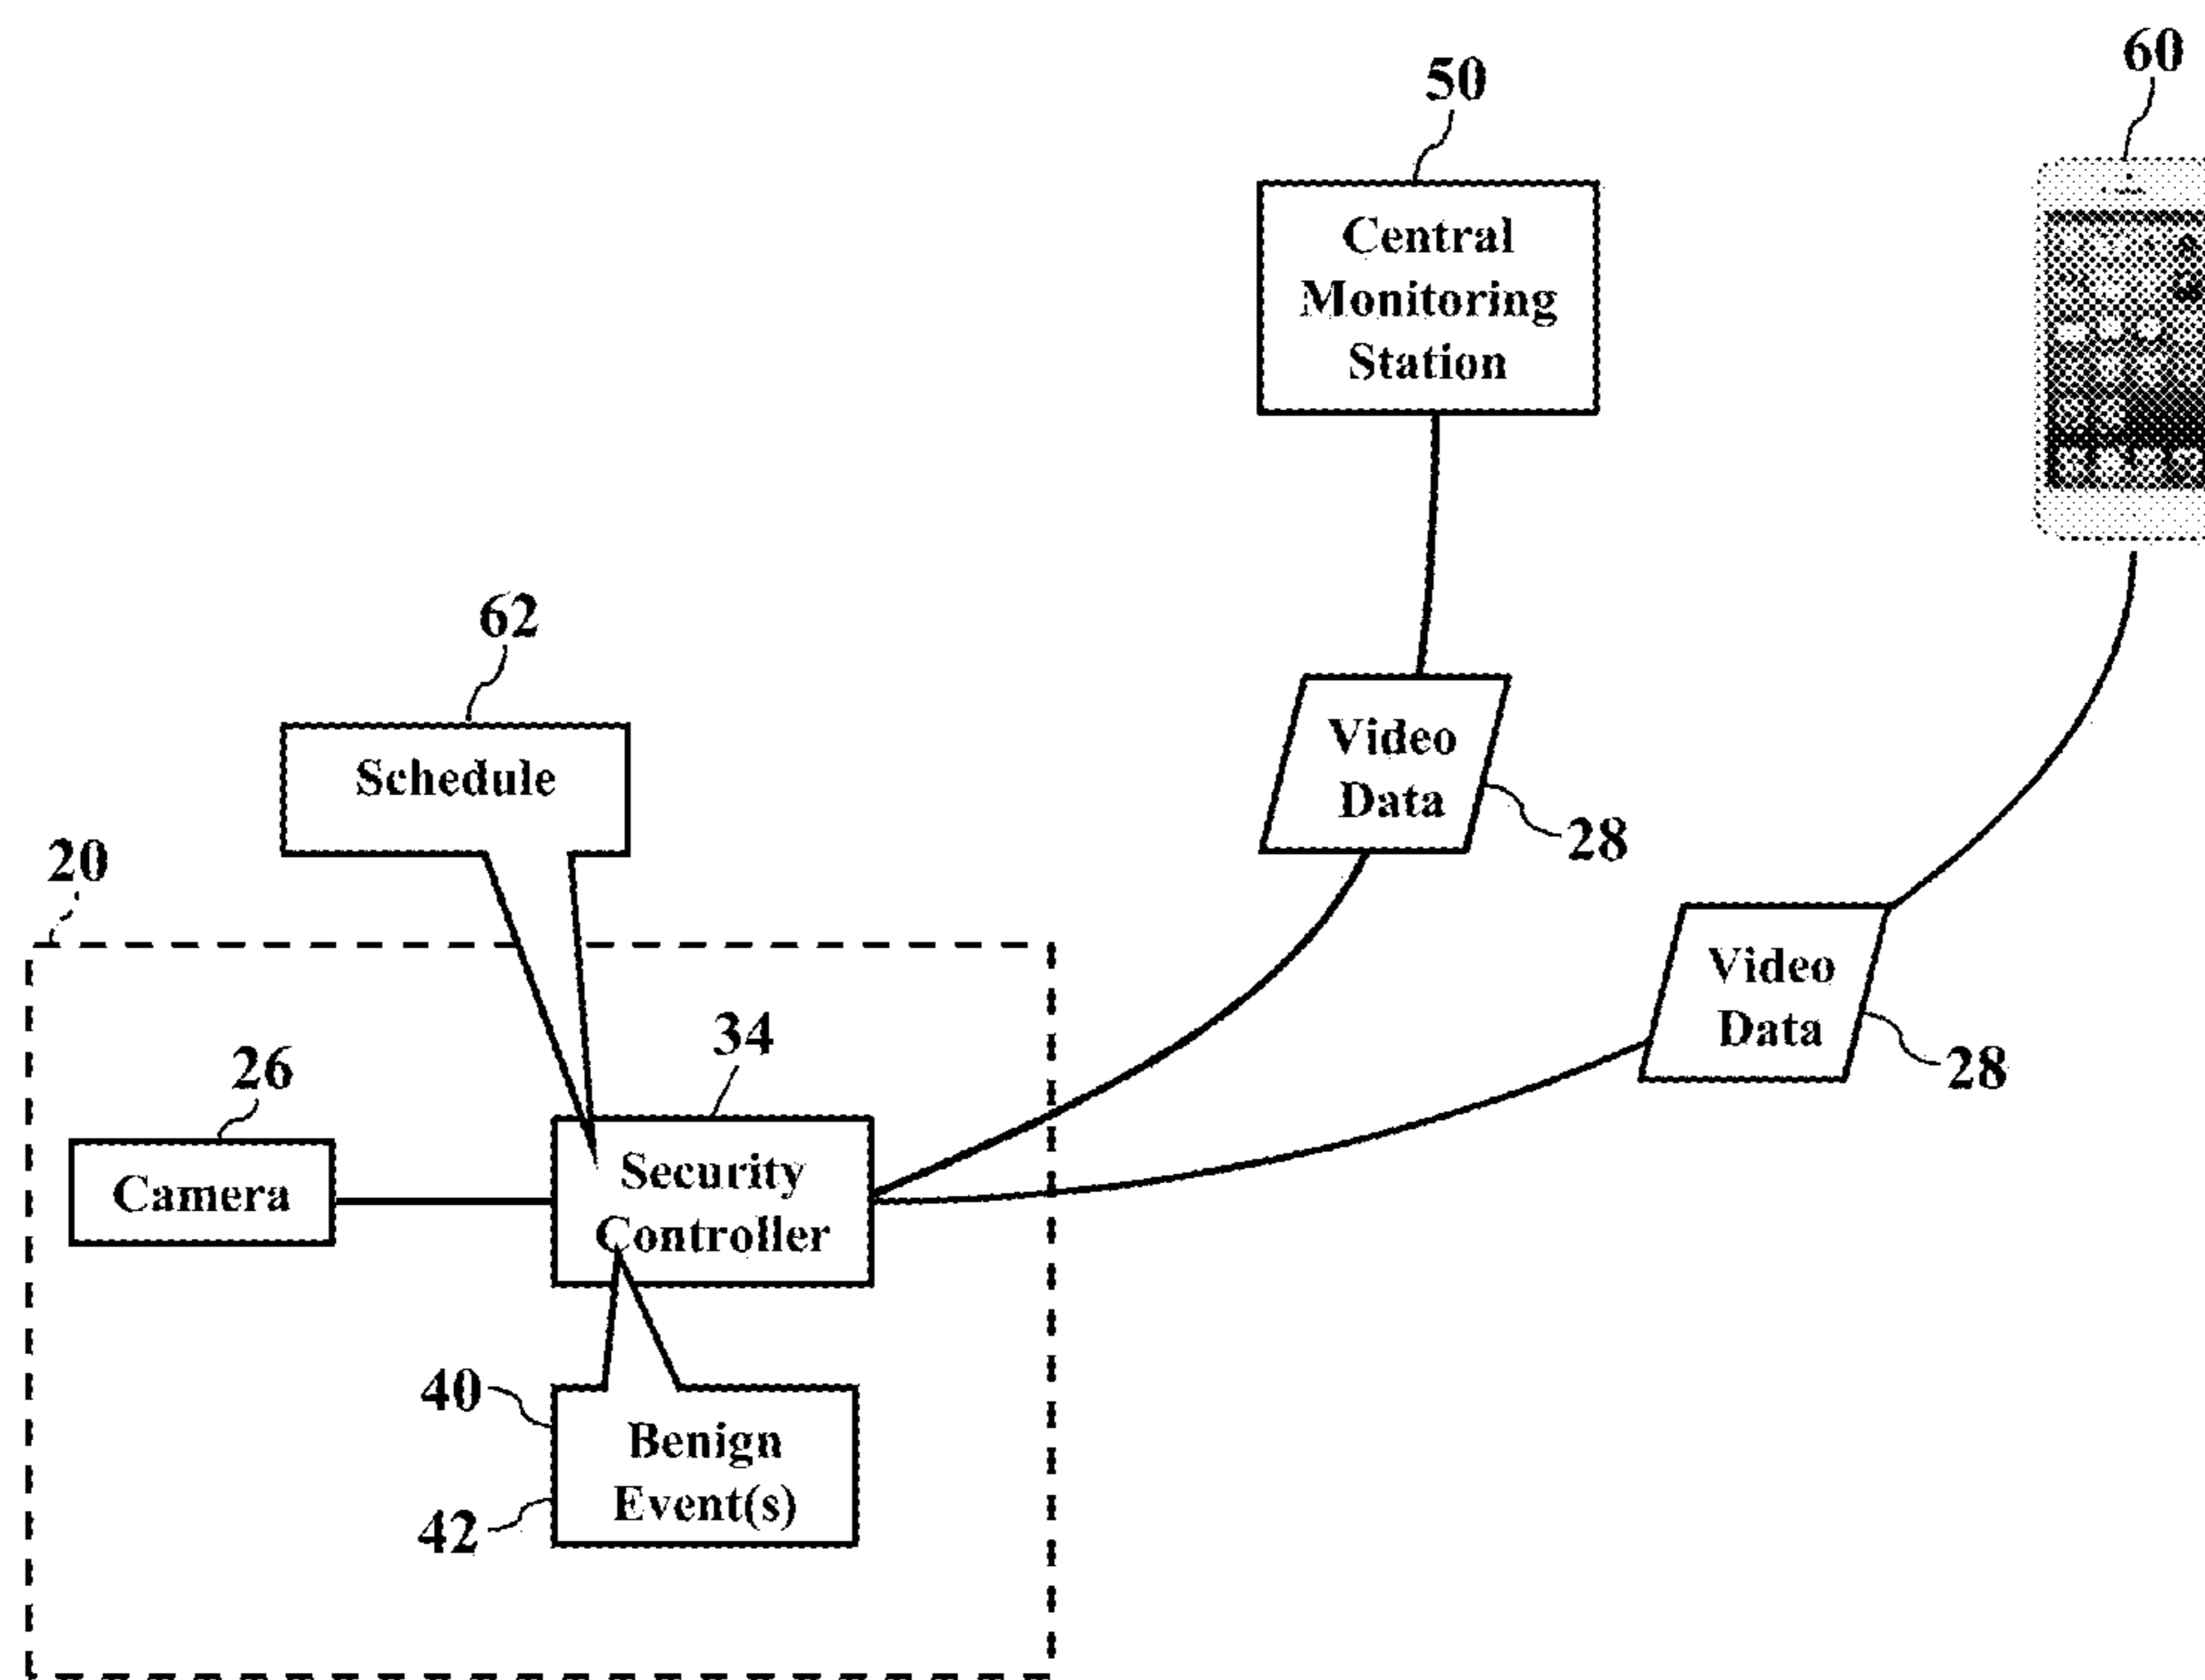 60
50
Central
Monitoring
Station
62
Schedule
Video
Data
28
20
Video
Data
28
34
26
Camera
Security
Controller
40
Benign
Event(s)
42